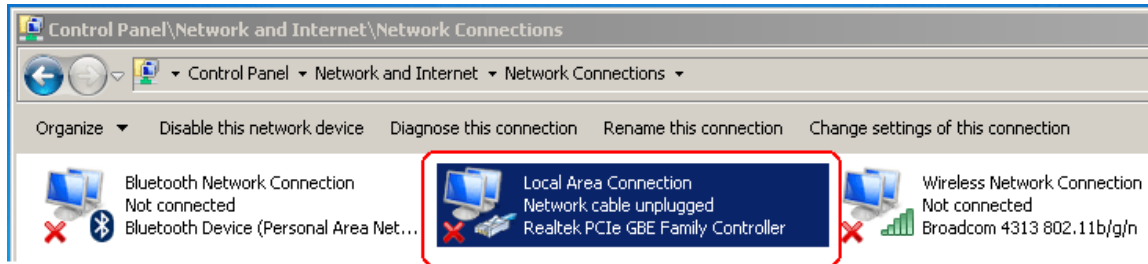 Control Panel\Network and Internet\Network Connections
Control Panel Network and Internet Network Connections
Organize Disable this network device Diagnose this connection Rename this connection Change settings of this connection
Bluetooth Network Connection
Not connected
Bluetooth Device (Personal Area Net...
Local Area Connection
Network cable unplugged
Realtek PCIe GBE Family Controller
Wireless Network Connection
Not connected
Broadcom 4313 802.11b/g/n